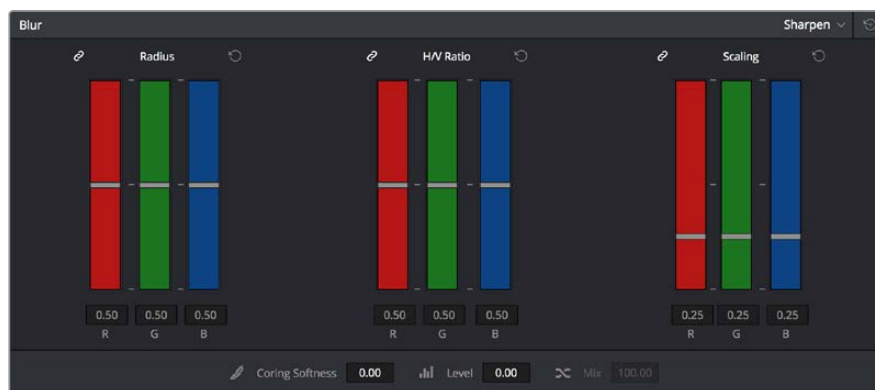 Blur Sharpen
Radius H/V Ratio Scaling
0.50 0.50 0.50 0.50 0.50 0.50 0.25 0.25 0.25
R G B R G B R G B
Coring Softness 0.00 Level 0.00 Mix 100.00